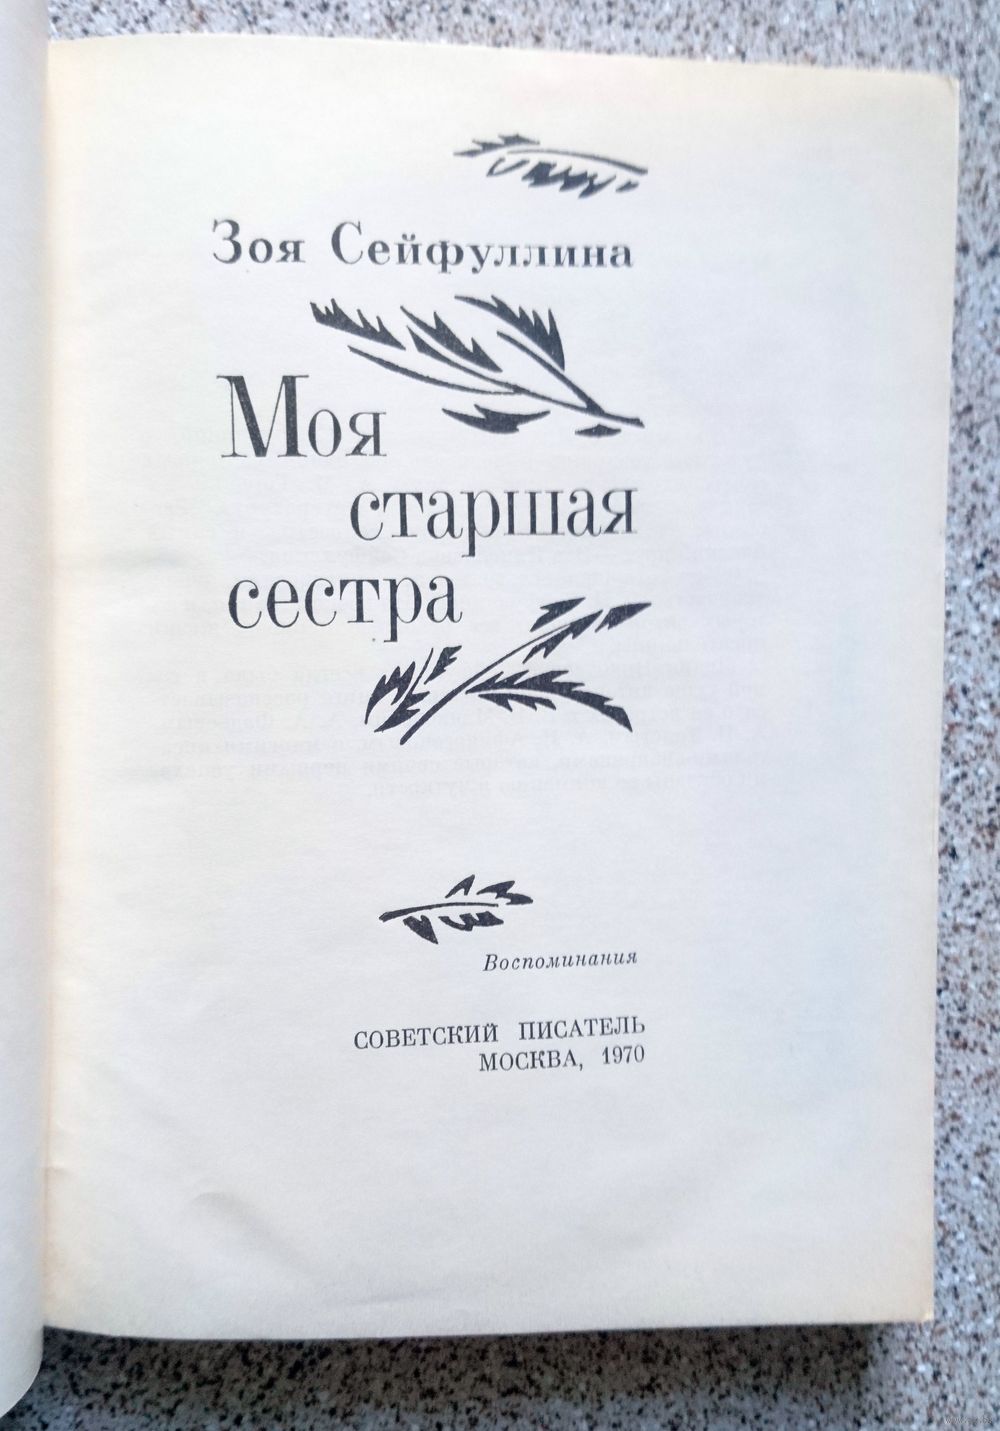 Зоя Сейфуллина
Моя
старшая
сестра
Воспоминания
СОВЕТСКИЙ ПИСАТЕЛЬ
МОСКВА, 1970